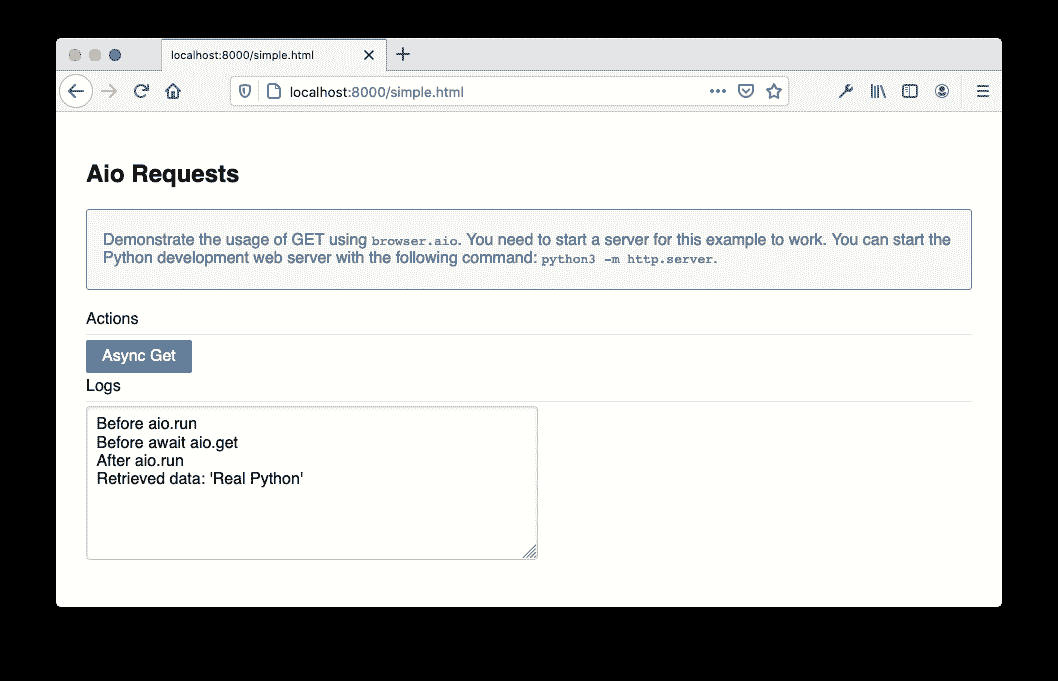 localhost:8000/simple.html
localhost:8000/simple.html
Aio Requests
Demonstrate the usage of GET using browser.aio. You need to start a server for this example to work. You can start the
Python development web server with the following command: python3 -m http.server.
Actions
Async Get
Logs
Before aio.run
Before await aio.get
After aio.run
Retrieved data: 'Real Python'